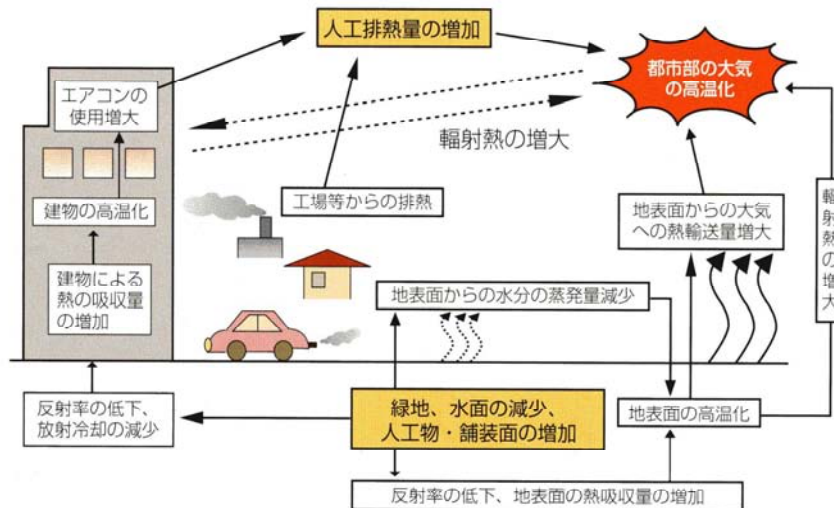 人工排熱量の増加
都市部の大気
の高温化
エアコンの
使用増大
輻射熱の増大
建物の高温化
工場等からの排熱
地表面からの大気
への熱輸送量増大
輻射熱の増大
建物による
熱の吸収量
の増加
地表面からの水分の蒸発量減少
反射率の低下、
放射冷却の減少
緑地、水面の減少、
人工物・舗装面の増加
地表面の高温化
反射率の低下、地表面の熱吸収量の増加